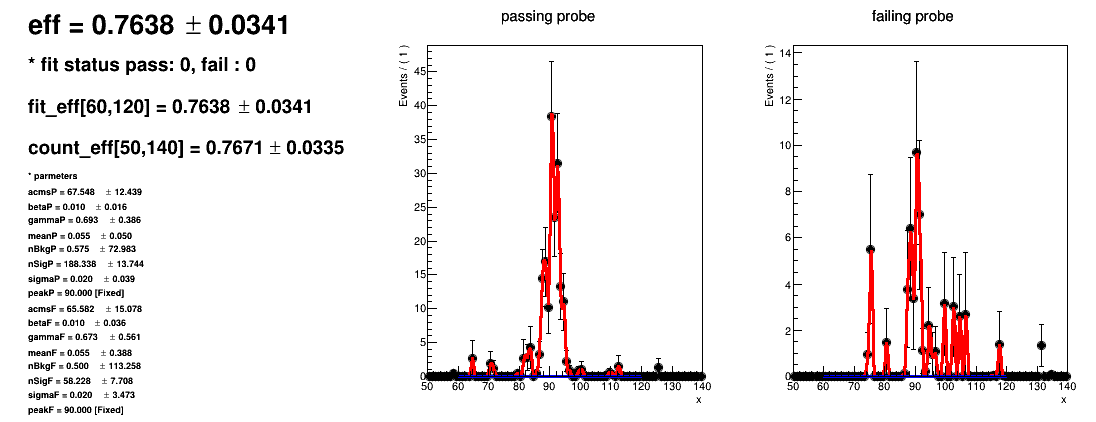 eff = 0.7638 ± 0.0341
* fit status pass: 0, fail : 0
fit_eff[60,120] = 0.7638 ± 0.0341
count_eff[50,140] = 0.7671 ± 0.0335
* parmeters
acmsP = 67.548 ± 12.439
betaP = 0.010 ± 0.016
gammaP = 0.693 ± 0.386
meanP = 0.055 ± 0.050
nBkgP = 0.575 ± 72.983
nSigP = 188.338 ± 13.744
sigmaP = 0.020 ± 0.039
peakP = 90.000 [Fixed]
acmsF = 65.582 ± 15.078
betaF = 0.010 ± 0.036
gammaF = 0.673 ± 0.561
meanF = 0.055 ± 0.388
nBkgF = 0.500 ± 113.258
nSigF = 58.228 ± 7.708
sigmaF = 0.020 ± 3.473
peakF = 90.000 [Fixed]
passing probe
Events / ( 1 )
45
40
35
30
25
20
15
10
5
0
50 60 70 80 90 100 110 120 130 140
x
failing probe
Events / ( 1 )
14
12
10
8
6
4
2
0
50 60 70 80 90 100 110 120 130 140
x